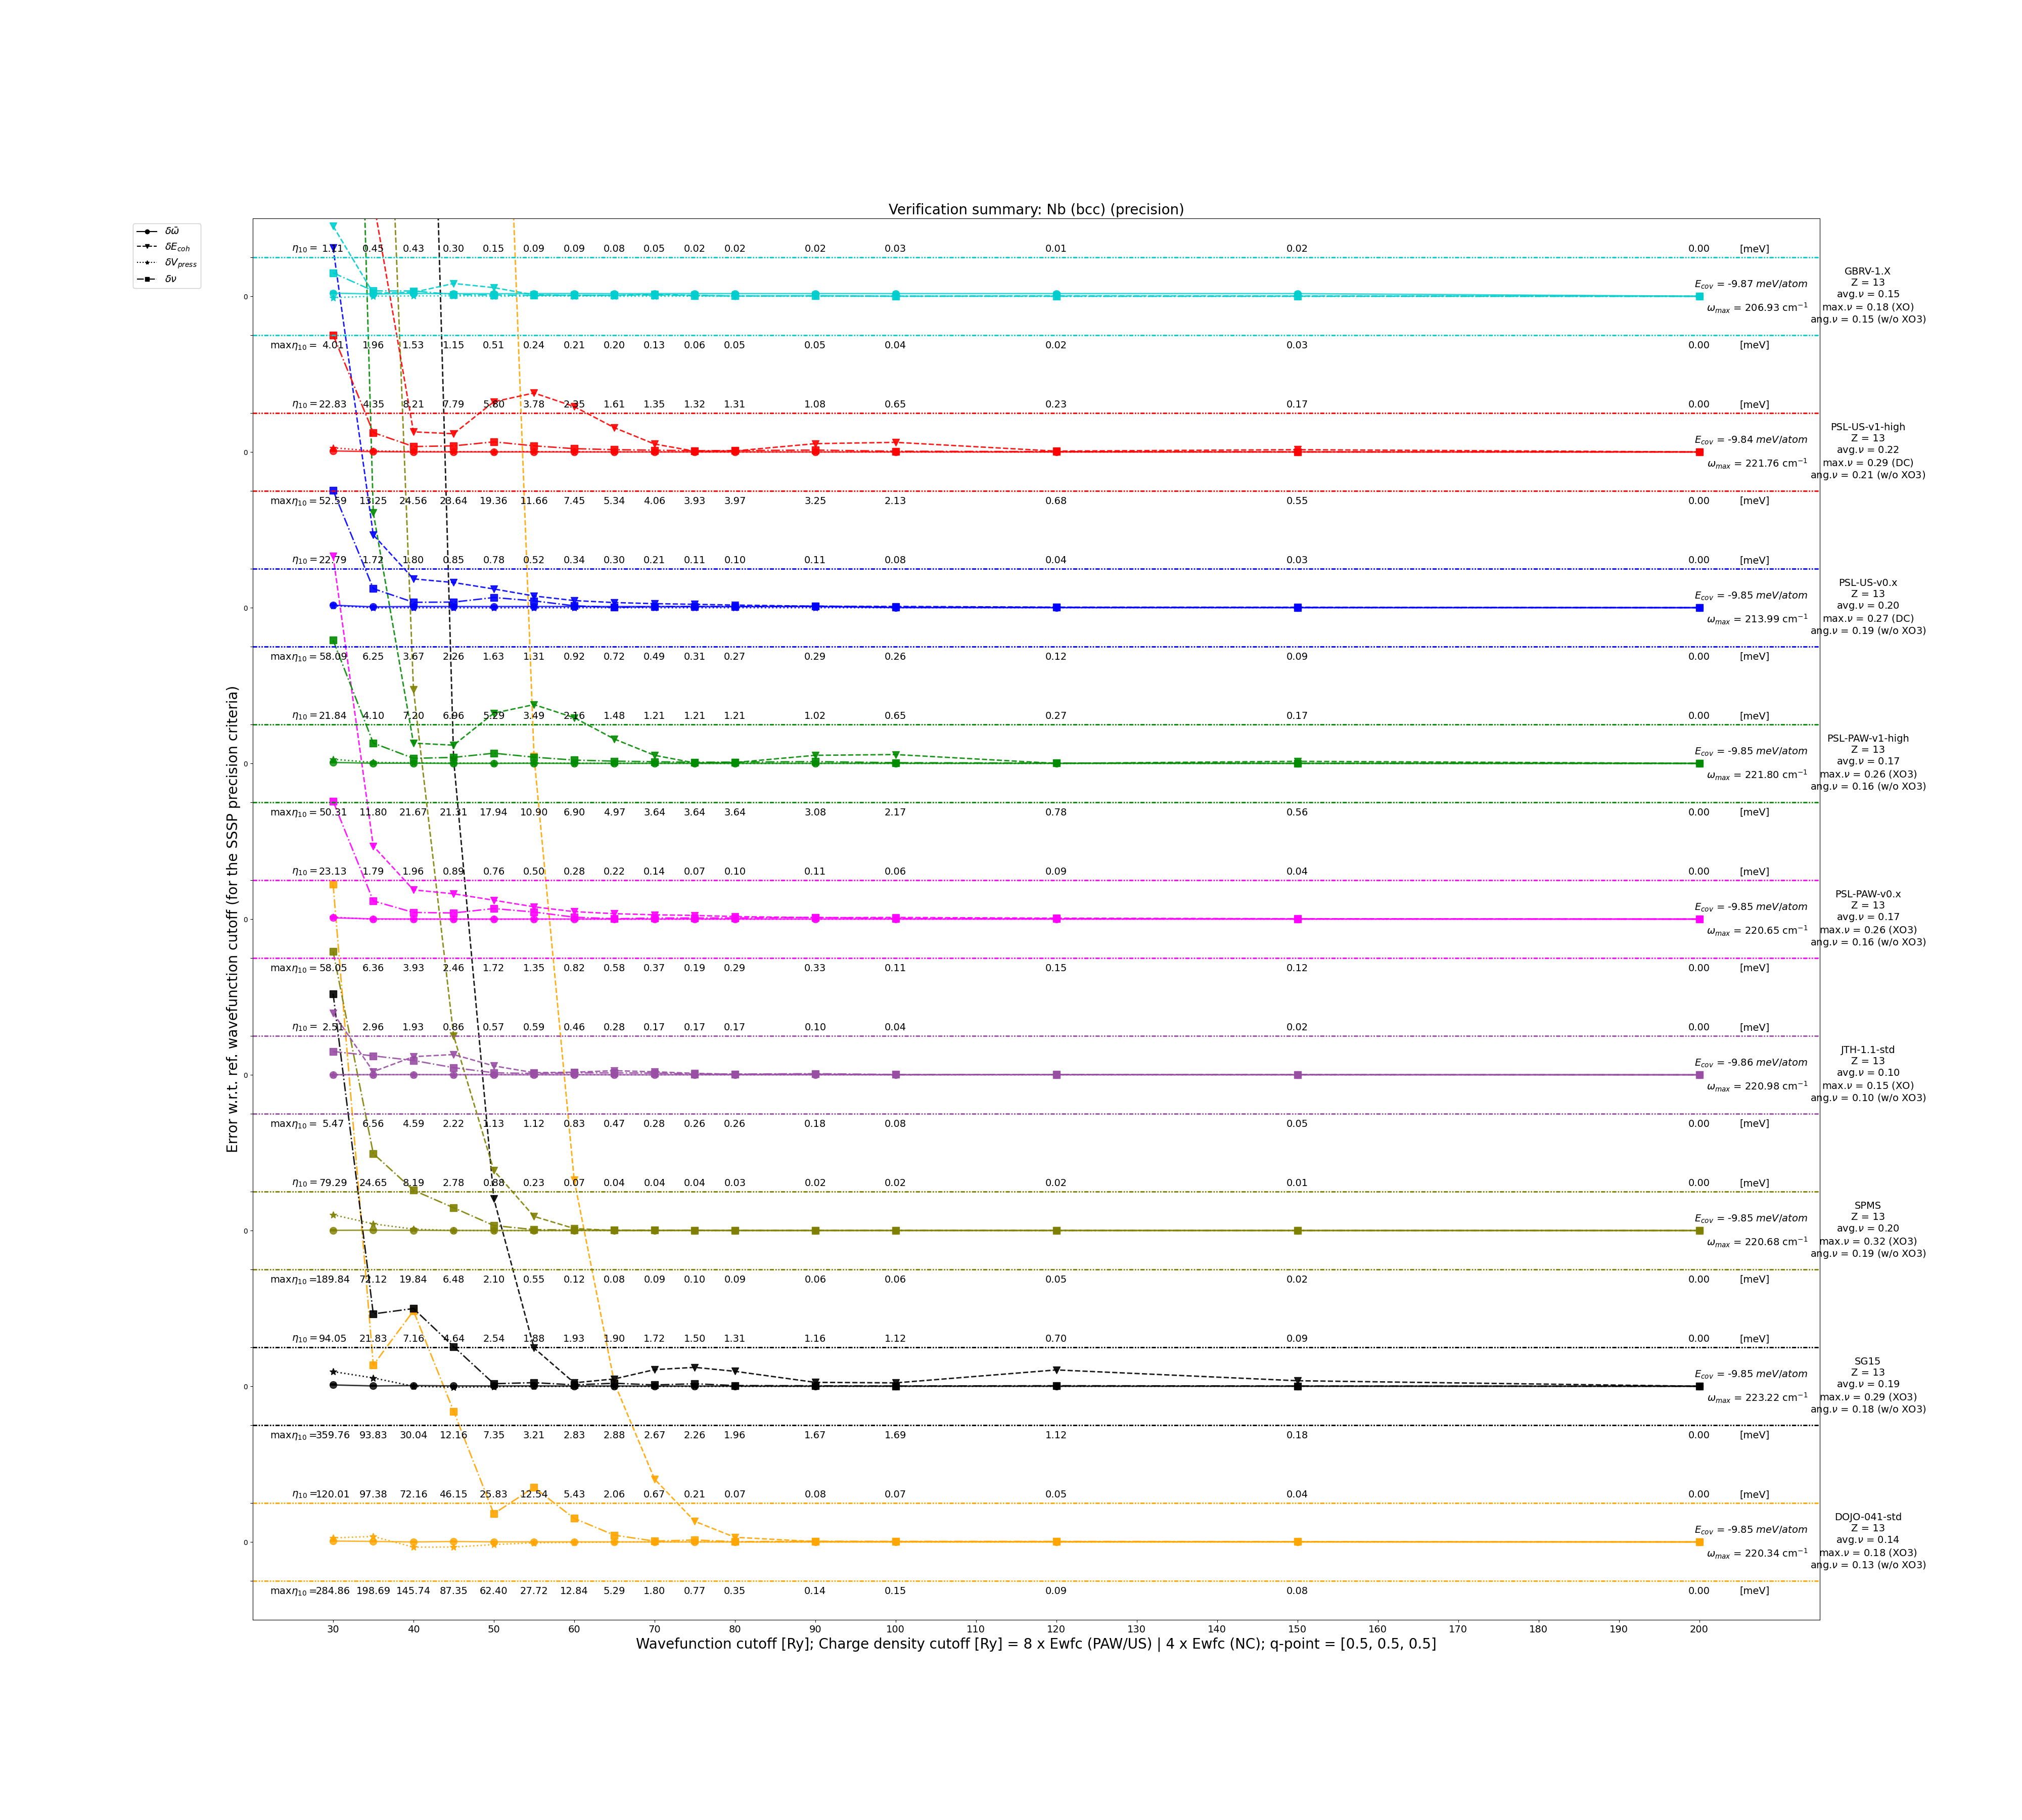 Verification summary: Nb (bcc) (precision)
δω̄
δE_coh
δV_press
δν
Error w.r.t. ref. wavefunction cutoff (for the SSSP precision criteria)
η₁₀ = 1.11 0.45 0.43 0.30 0.15 0.09 0.09 0.08 0.05 0.02 0.02 0.02 0.03 0.01 0.02 0.00 [meV]
0
E_cov = -9.87 meV/atom
ω_max = 206.93 cm⁻¹
GBRV-1.X
Z = 13
avg.ν = 0.15
max.ν = 0.18 (XO)
ang.ν = 0.15 (w/o XO3)
maxη₁₀ = 4.01 1.96 1.53 1.15 0.51 0.24 0.21 0.20 0.13 0.06 0.05 0.05 0.04 0.02 0.03 0.00 [meV]
η₁₀ = 22.83 4.35 8.21 7.79 5.60 3.78 2.35 1.61 1.35 1.32 1.31 1.08 0.65 0.23 0.17 0.00 [meV]
0
E_cov = -9.84 meV/atom
ω_max = 221.76 cm⁻¹
PSL-US-v1-high
Z = 13
avg.ν = 0.22
max.ν = 0.29 (DC)
ang.ν = 0.21 (w/o XO3)
maxη₁₀ = 52.59 13.25 24.56 23.64 19.36 11.66 7.45 5.34 4.06 3.93 3.97 3.25 2.13 0.68 0.55 0.00 [meV]
η₁₀ = 22.79 1.72 1.80 0.85 0.78 0.52 0.34 0.30 0.21 0.11 0.10 0.11 0.08 0.04 0.03 0.00 [meV]
0
E_cov = -9.85 meV/atom
ω_max = 213.99 cm⁻¹
PSL-US-v0.x
Z = 13
avg.ν = 0.20
max.ν = 0.27 (DC)
ang.ν = 0.19 (w/o XO3)
maxη₁₀ = 58.09 6.25 3.67 2.26 1.63 1.31 0.92 0.72 0.49 0.31 0.27 0.29 0.26 0.12 0.09 0.00 [meV]
η₁₀ = 21.84 4.10 7.20 6.96 5.29 3.49 2.16 1.48 1.21 1.21 1.21 1.02 0.65 0.27 0.17 0.00 [meV]
0
E_cov = -9.85 meV/atom
ω_max = 221.80 cm⁻¹
PSL-PAW-v1-high
Z = 13
avg.ν = 0.17
max.ν = 0.26 (XO3)
ang.ν = 0.16 (w/o XO3)
maxη₁₀ = 50.31 11.80 21.67 21.31 17.94 10.90 6.90 4.97 3.64 3.64 3.64 3.08 2.17 0.78 0.56 0.00 [meV]
η₁₀ = 23.13 1.79 1.96 0.89 0.76 0.50 0.28 0.22 0.14 0.07 0.10 0.11 0.06 0.09 0.04 0.00 [meV]
0
E_cov = -9.85 meV/atom
ω_max = 220.65 cm⁻¹
PSL-PAW-v0.x
Z = 13
avg.ν = 0.17
max.ν = 0.26 (XO3)
ang.ν = 0.16 (w/o XO3)
maxη₁₀ = 58.05 6.36 3.93 2.46 1.72 1.35 0.82 0.58 0.37 0.19 0.29 0.33 0.11 0.15 0.12 0.00 [meV]
η₁₀ = 2.51 2.96 1.93 0.86 0.57 0.59 0.46 0.28 0.17 0.17 0.17 0.10 0.04 0.02 0.00 [meV]
0
E_cov = -9.86 meV/atom
ω_max = 220.98 cm⁻¹
JTH-1.1-std
Z = 13
avg.ν = 0.10
max.ν = 0.15 (XO)
ang.ν = 0.10 (w/o XO3)
maxη₁₀ = 5.47 6.56 4.59 2.22 1.13 1.12 0.83 0.47 0.28 0.26 0.26 0.18 0.08 0.05 0.00 [meV]
η₁₀ = 79.29 24.65 8.19 2.78 0.88 0.23 0.07 0.04 0.04 0.04 0.03 0.02 0.02 0.02 0.01 0.00 [meV]
0
E_cov = -9.85 meV/atom
ω_max = 220.68 cm⁻¹
SPMS
Z = 13
avg.ν = 0.20
max.ν = 0.32 (XO3)
ang.ν = 0.19 (w/o XO3)
maxη₁₀ = 189.84 72.12 19.84 6.48 2.10 0.55 0.12 0.08 0.09 0.10 0.09 0.06 0.06 0.05 0.02 0.00 [meV]
η₁₀ = 94.05 21.83 7.16 4.64 2.54 1.88 1.93 1.90 1.72 1.50 1.31 1.16 1.12 0.70 0.09 0.00 [meV]
0
E_cov = -9.85 meV/atom
ω_max = 223.22 cm⁻¹
SG15
Z = 13
avg.ν = 0.19
max.ν = 0.29 (XO3)
ang.ν = 0.18 (w/o XO3)
maxη₁₀ = 359.76 93.83 30.04 12.16 7.35 3.21 2.83 2.88 2.67 2.26 1.96 1.67 1.69 1.12 0.18 0.00 [meV]
η₁₀ = 120.01 97.38 72.16 46.15 25.83 12.54 5.43 2.06 0.67 0.21 0.07 0.08 0.07 0.05 0.04 0.00 [meV]
0
E_cov = -9.85 meV/atom
ω_max = 220.34 cm⁻¹
DOJO-041-std
Z = 13
avg.ν = 0.14
max.ν = 0.18 (XO3)
ang.ν = 0.13 (w/o XO3)
maxη₁₀ = 284.86 198.69 145.74 87.35 62.40 27.72 12.84 5.29 1.80 0.77 0.35 0.14 0.15 0.09 0.08 0.00 [meV]
30 40 50 60 70 80 90 100 110 120 130 140 150 160 170 180 190 200
Wavefunction cutoff [Ry]; Charge density cutoff [Ry] = 8 x Ewfc (PAW/US) | 4 x Ewfc (NC); q-point = [0.5, 0.5, 0.5]